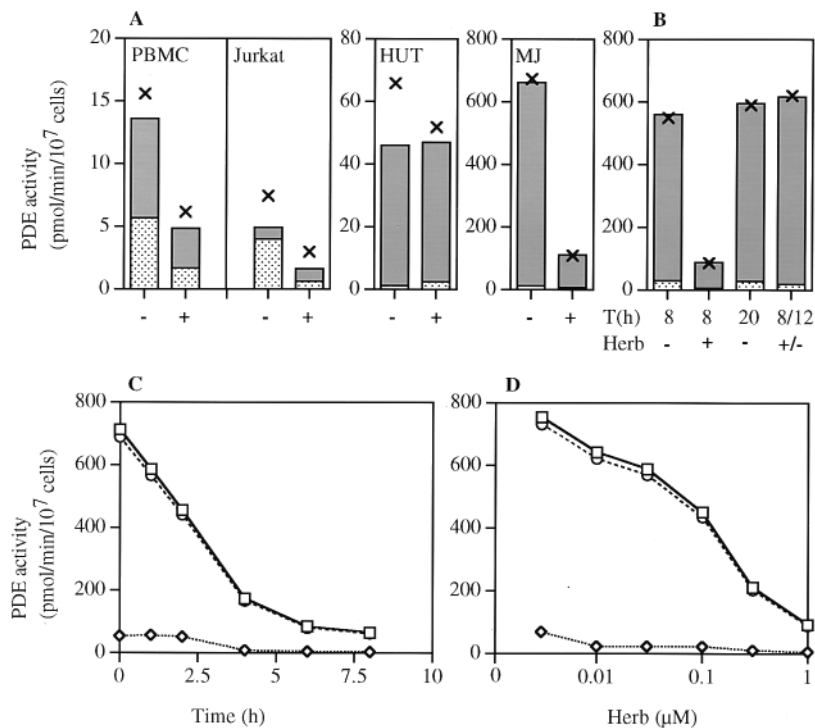 A B
20 PBMC Jurkat 80 HUT 800 MJ 800
15 60 600 600
10 40 400 400
5 20 200 200
0 0 0 0
PDE activity
(pmol/min/10^7 cells)
- + - + - + - + T(h) 8 8 20 8/12
Herb - + - +/-
C D
800 800
600 600
400 400
200 200
0 0
PDE activity
(pmol/min/10^7 cells)
0 2.5 5 7.5 10 0 0.01 0.1 1
Time (h) Herb (µM)